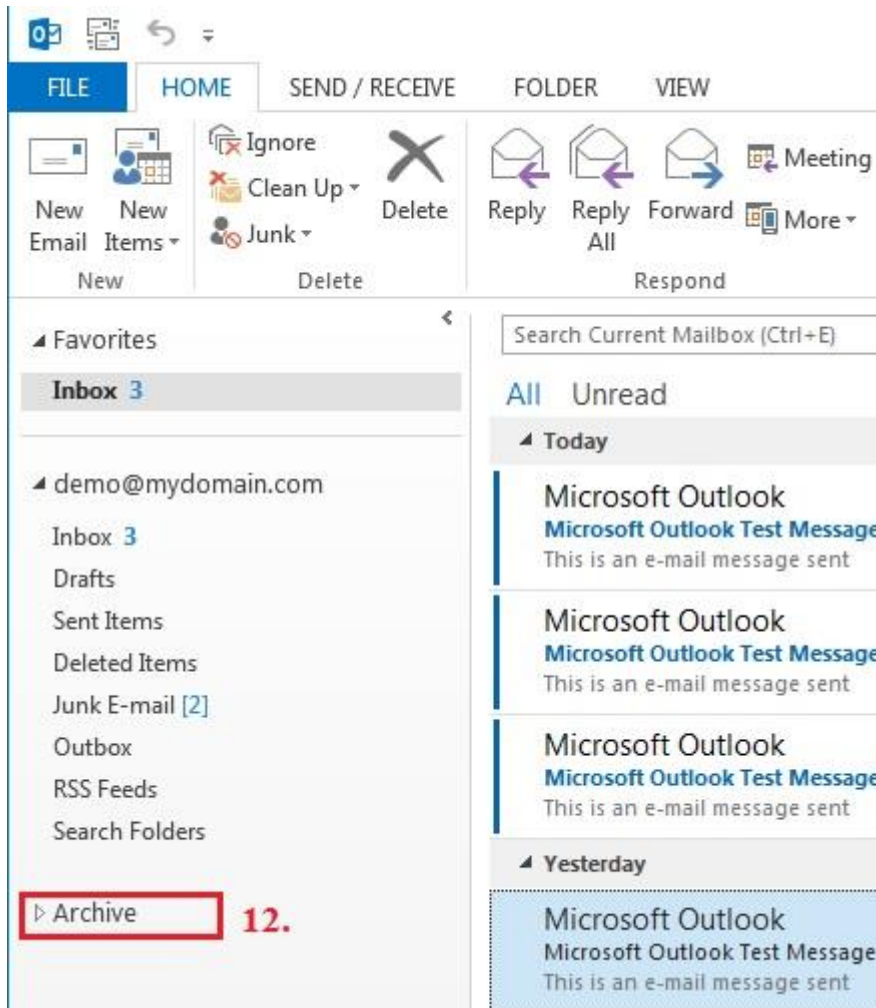 FILE HOME SEND / RECEIVE FOLDER VIEW
New Email
New Items
Ignore
Clean Up
Junk
Delete
Reply
Reply All
Forward
Meeting
More
New Delete Respond
Favorites
Inbox 3
demo@mydomain.com
Inbox 3
Drafts
Sent Items
Deleted Items
Junk E-mail [2]
Outbox
RSS Feeds
Search Folders
Archive 12.
Search Current Mailbox (Ctrl+E)
All Unread
Today
Microsoft Outlook
Microsoft Outlook Test Message
This is an e-mail message sent
Microsoft Outlook
Microsoft Outlook Test Message
This is an e-mail message sent
Microsoft Outlook
Microsoft Outlook Test Message
This is an e-mail message sent
Yesterday
Microsoft Outlook
Microsoft Outlook Test Message
This is an e-mail message sent